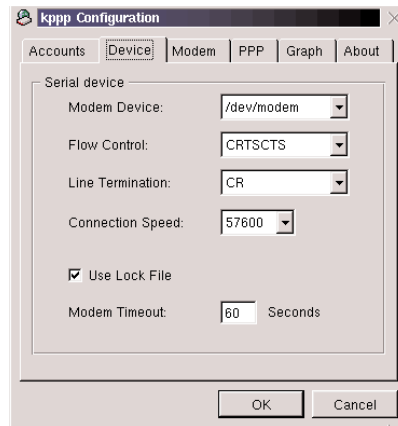 kppp Configuration
Accounts Device Modem PPP Graph About
Serial device
Modem Device: /dev/modem
Flow Control: CRTSCTS
Line Termination: CR
Connection Speed: 57600
Use Lock File
Modem Timeout: 60 Seconds
OK Cancel